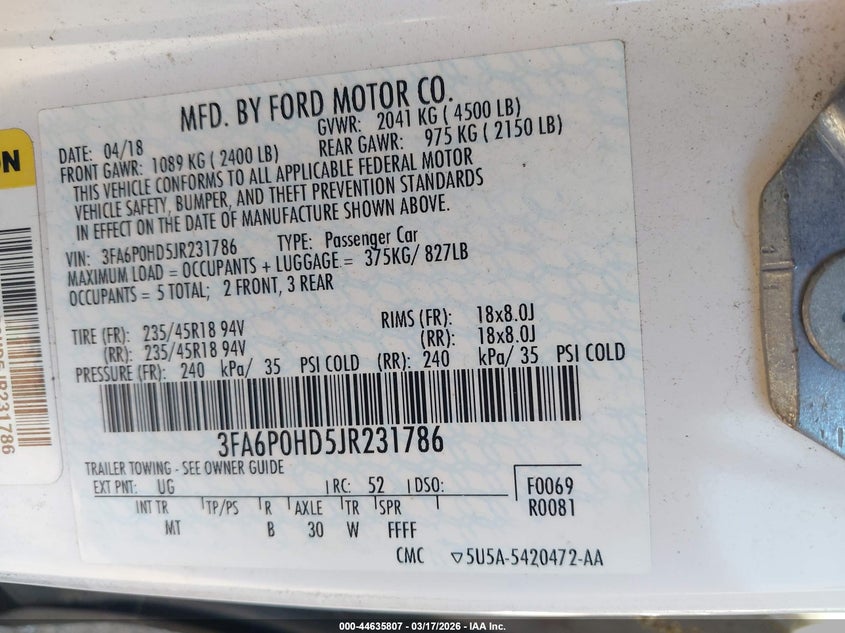 MFD. BY FORD MOTOR CO.
DATE: 04/18 GVWR: 2041 KG ( 4500 LB)
FRONT GAWR: 1089 KG ( 2400 LB) REAR GAWR: 975 KG ( 2150 LB)
THIS VEHICLE CONFORMS TO ALL APPLICABLE FEDERAL MOTOR
VEHICLE SAFETY, BUMPER, AND THEFT PREVENTION STANDARDS
IN EFFECT ON THE DATE OF MANUFACTURE SHOWN ABOVE.
VIN: 3FA6P0HD5JR231786 TYPE: Passenger Car
MAXIMUM LOAD = OCCUPANTS + LUGGAGE = 375KG/ 827LB
OCCUPANTS = 5 TOTAL; 2 FRONT, 3 REAR
TIRE (FR): 235/45R18 94V RIMS (FR): 18x8.0J
(RR): 235/45R18 94V (RR): 18x8.0J
PRESSURE (FR): 240 kPa/ 35 PSI COLD (RR): 240 kPa/ 35 PSI COLD
3FA6P0HD5JR231786
TRAILER TOWING - SEE OWNER GUIDE
EXT PNT: UG RC: 52 DSO: F0069
INT TR TP/PS R AXLE TR SPR R0081
MT B 30 W FFFF
CMC ▽5U5A-5420472-AA
ON
JR231786
000-44635807 - 03/17/2026 - IAA Inc.